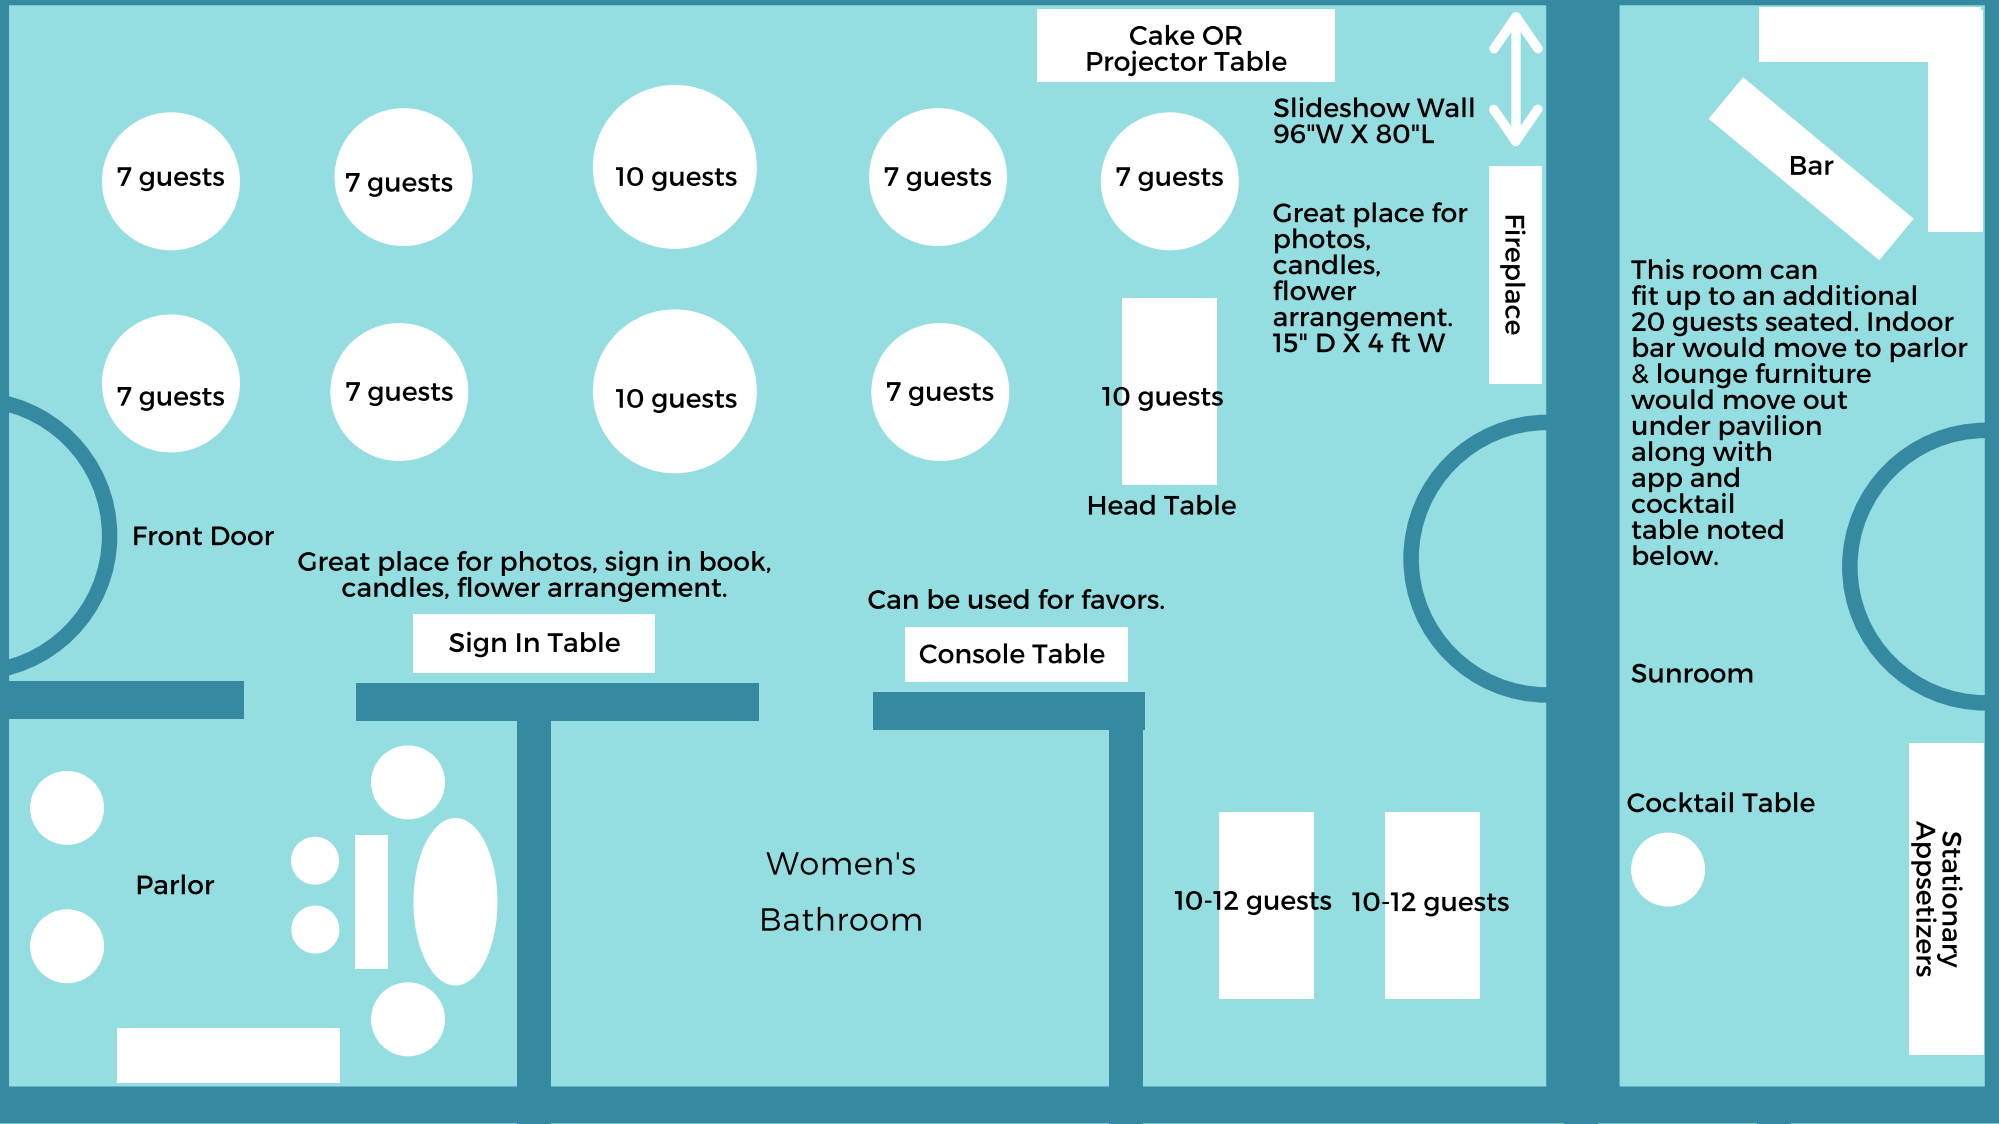 Cake OR
Projector Table
Slideshow Wall
96"W X 80"L
7 guests
7 guests
10 guests
7 guests
7 guests
Great place for
photos,
candles,
flower
arrangement.
15" D X 4 ft W
Fireplace
7 guests
7 guests
10 guests
7 guests
10 guests
Head Table
Front Door
Great place for photos, sign in book,
candles, flower arrangement.
Sign In Table
Can be used for favors.
Console Table
Parlor
Women's
Bathroom
10-12 guests
10-12 guests
Bar
This room can
fit up to an additional
20 guests seated. Indoor
bar would move to parlor
& lounge furniture
would move out
under pavilion
along with
app and
cocktail
table noted
below.
Sunroom
Cocktail Table
Stationary
Appsetizers